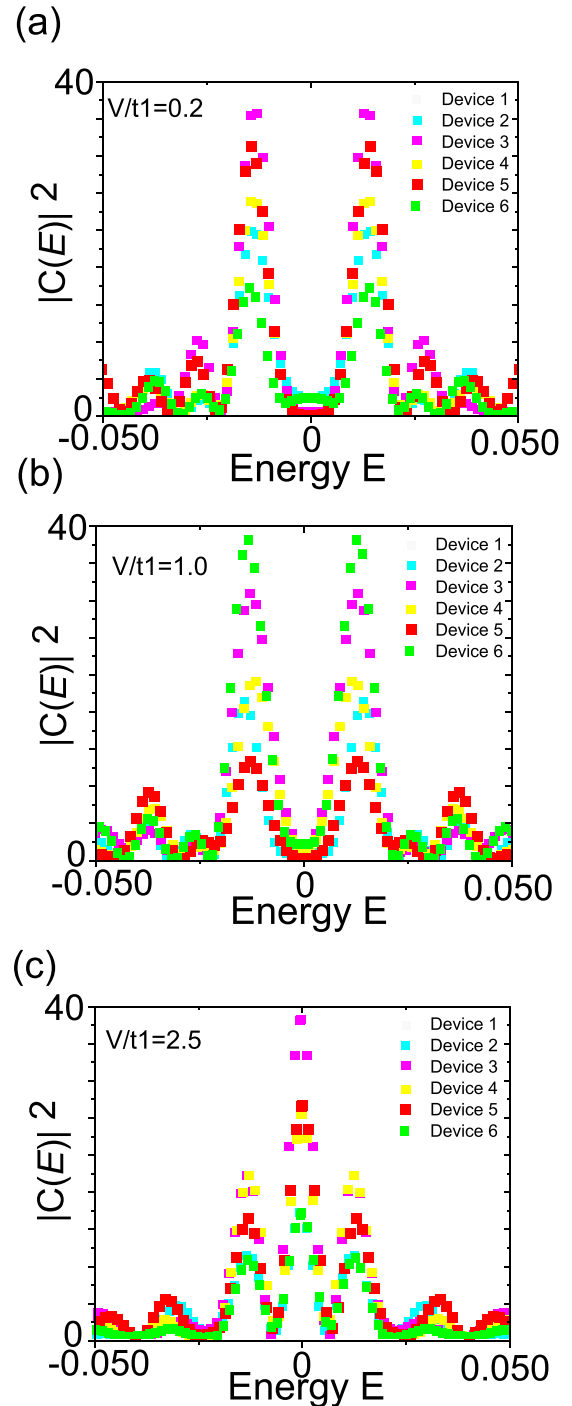 (a)
40
V/t1=0.2
Device 1
Device 2
Device 3
Device 4
Device 5
Device 6
|C(E)| 2
0
-0.050 0 0.050
Energy E
(b)
40
V/t1=1.0
Device 1
Device 2
Device 3
Device 4
Device 5
Device 6
|C(E)| 2
0
-0.050 0 0.050
Energy E
(c)
40
V/t1=2.5
Device 1
Device 2
Device 3
Device 4
Device 5
Device 6
|C(E)| 2
0
-0.050 0 0.050
Energy E